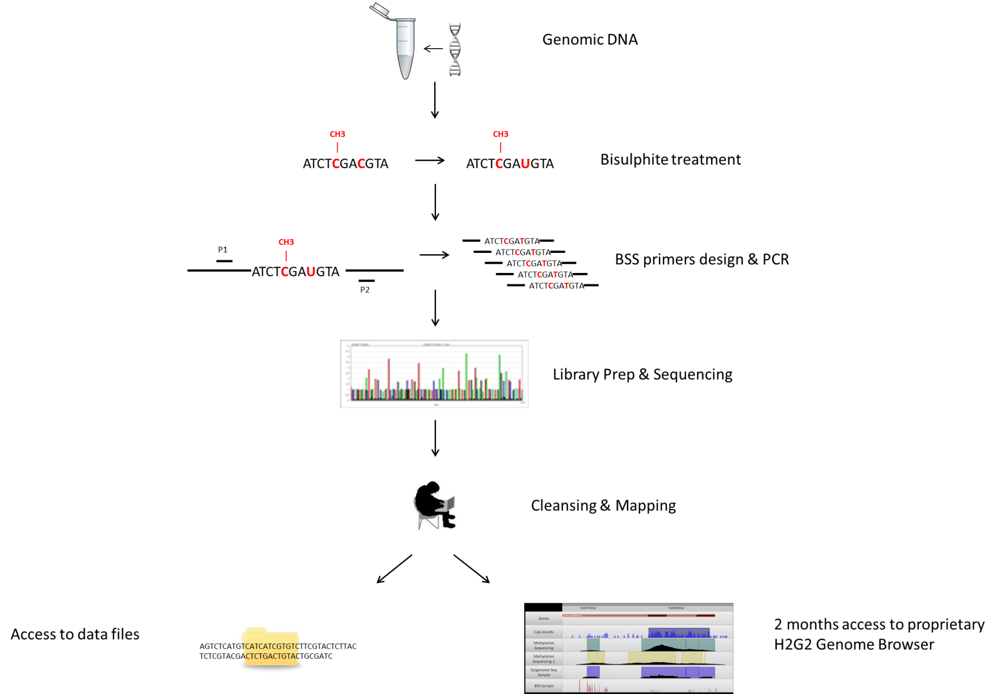 Genomic DNA
CH3
CH3
ATCTCGACGTA
ATCTCGAUGTA
Bisulphite treatment
CH3
P1
ATCTCGAUGTA
P2
ATCTCGATGTA
ATCTCGATGTA
ATCTCGATGTA
ATCTCGATGTA
ATCTCGATGTA
BSS primers design & PCR
Library Prep & Sequencing
Cleansing & Mapping
Access to data files
AGTCTCATGTCATCATCGTGTCTTCGTACTCTTAC
TCTCGTACGACTCTGACTGTACTGCGATC
Genes
CpG Islands
Methylation
Sequencing
Methylation
Sequencing 2
Epigenome Seq
Sample
BSS Sample
2 months access to proprietary
H2G2 Genome Browser